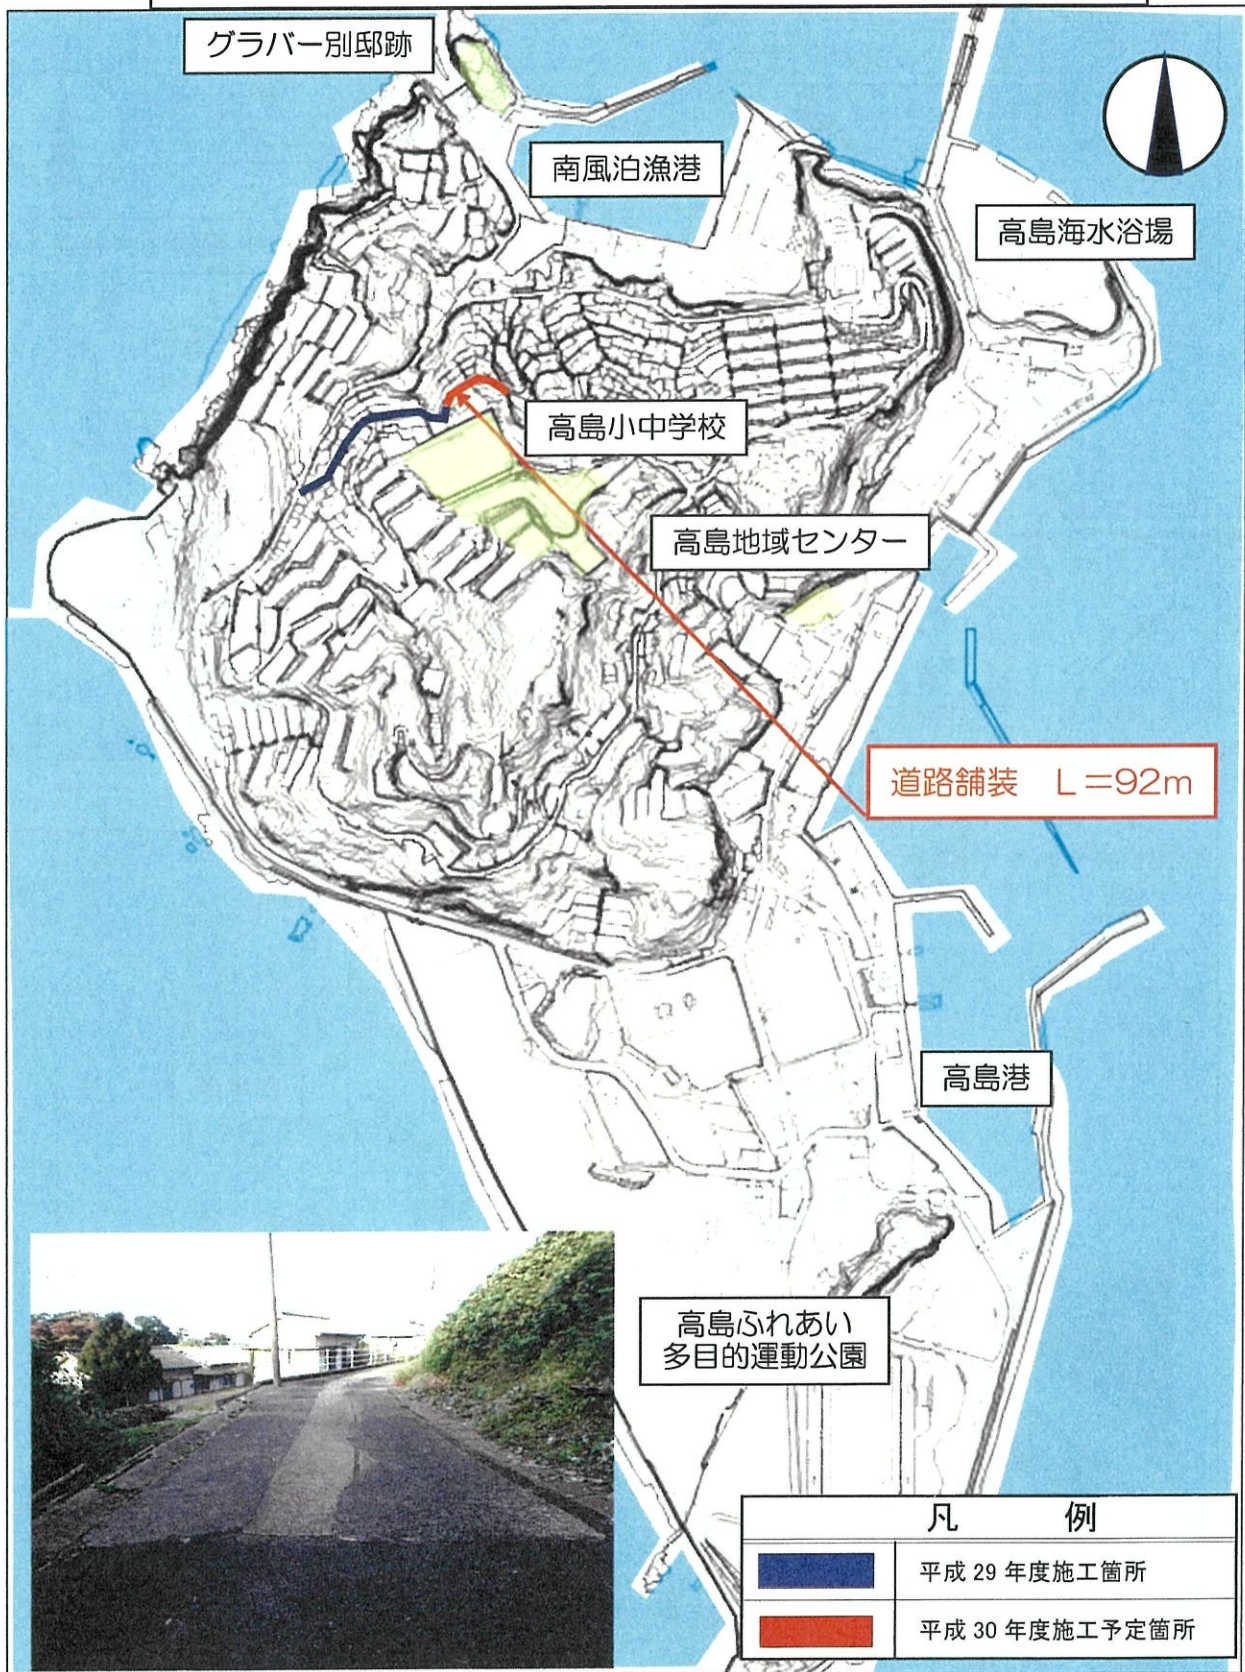 グラバー別邸跡
南風泊漁港
高島海水浴場
高島小中学校
高島地域センター
道路舗装　L=92m
高島港
高島ふれあい
多目的運動公園
凡　例
平成 29 年度施工箇所
平成 30 年度施工予定箇所